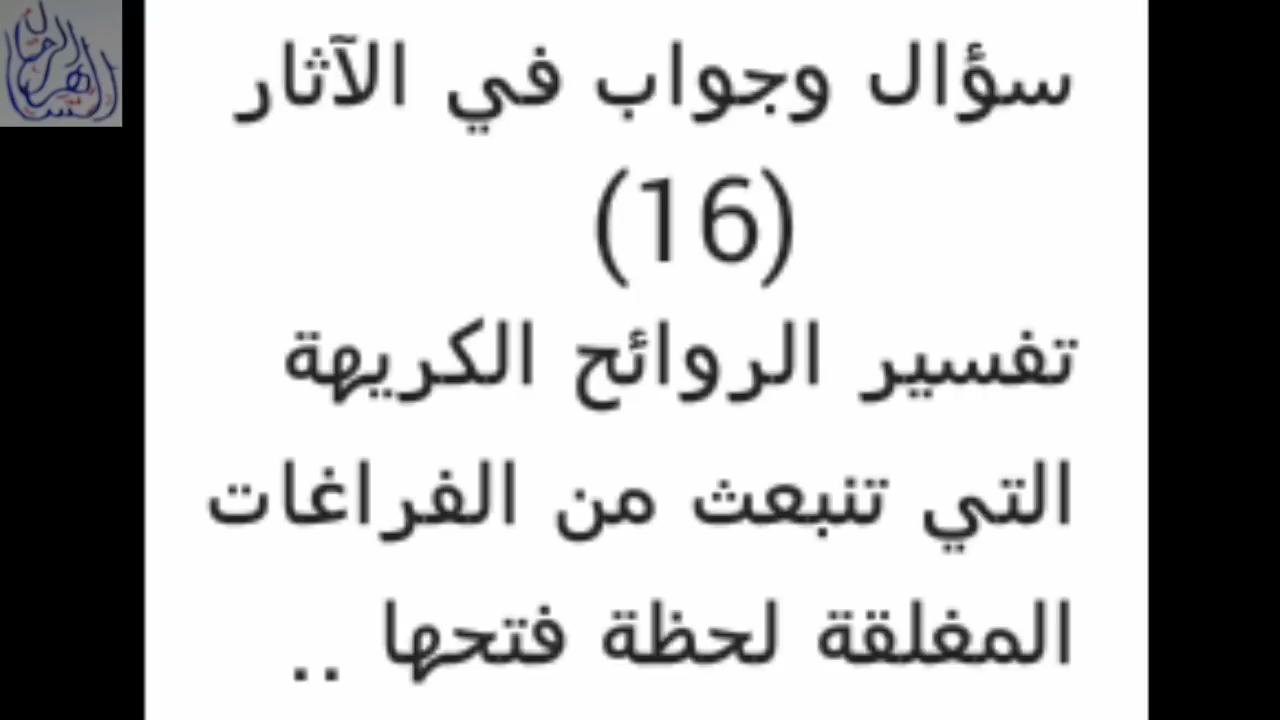 سؤال وجواب في الآثار
(16)
تفسير الروائح الكريهة
التي تنبعث من الفراغات
المغلقة لحظة فتحها ..